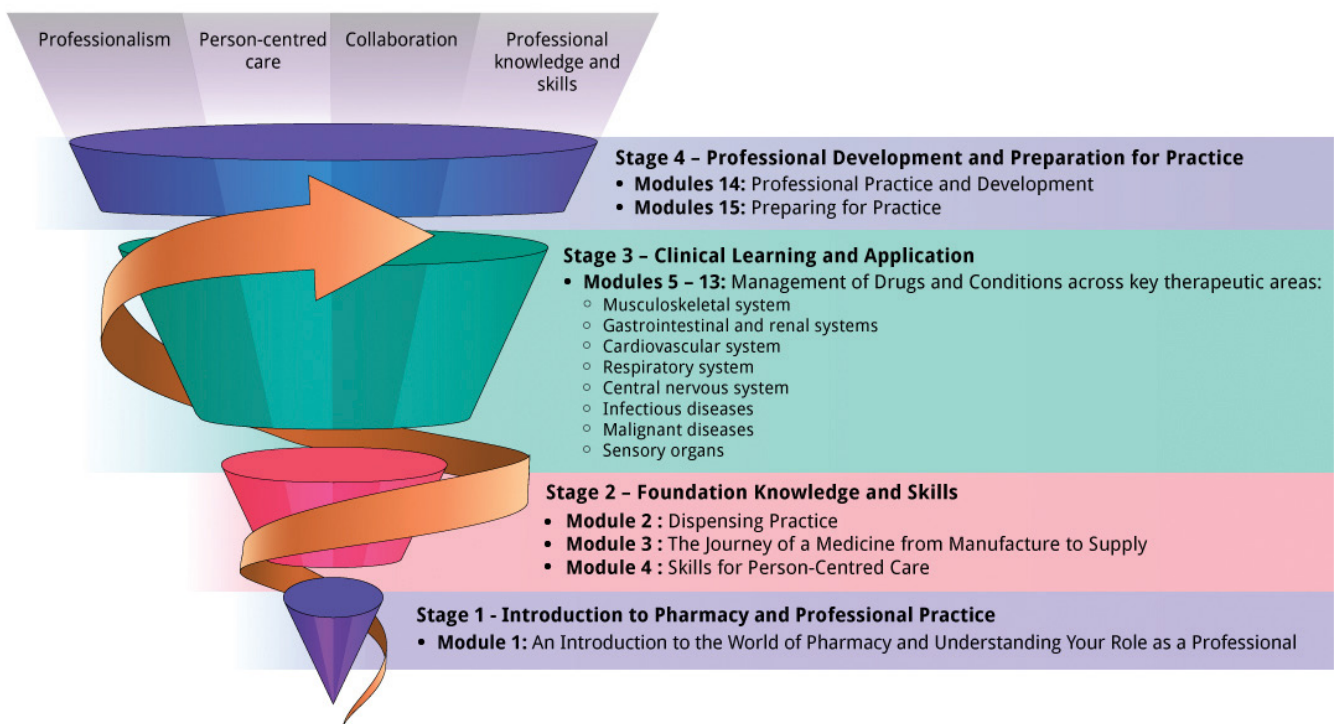 Professionalism
Person-centred
care
Collaboration
Professional
knowledge and
skills
Stage 4 – Professional Development and Preparation for Practice
• Modules 14: Professional Practice and Development
• Modules 15: Preparing for Practice
Stage 3 – Clinical Learning and Application
• Modules 5 – 13: Management of Drugs and Conditions across key therapeutic areas:
○ Musculoskeletal system
○ Gastrointestinal and renal systems
○ Cardiovascular system
○ Respiratory system
○ Central nervous system
○ Infectious diseases
○ Malignant diseases
○ Sensory organs
Stage 2 – Foundation Knowledge and Skills
• Module 2 : Dispensing Practice
• Module 3 : The Journey of a Medicine from Manufacture to Supply
• Module 4 : Skills for Person-Centred Care
Stage 1 - Introduction to Pharmacy and Professional Practice
• Module 1: An Introduction to the World of Pharmacy and Understanding Your Role as a Professional